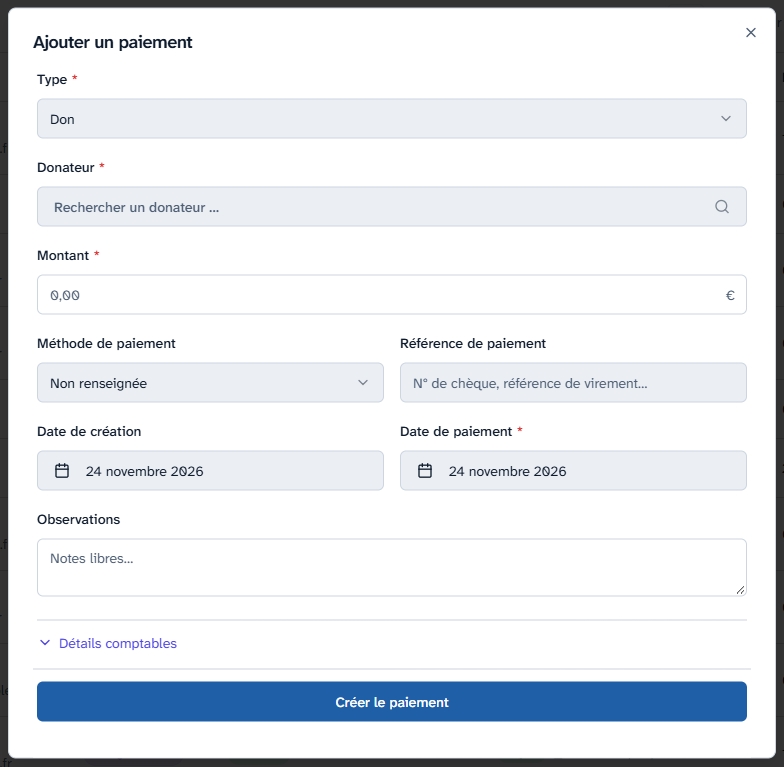 Ajouter un paiement
Type *
Don
Donateur *
Rechercher un donateur ...
Montant *
0,00 €
Méthode de paiement
Référence de paiement
Non renseignée
N° de chèque, référence de virement...
Date de création
Date de paiement *
24 novembre 2026
24 novembre 2026
Observations
Notes libres...
Détails comptables
Créer le paiement